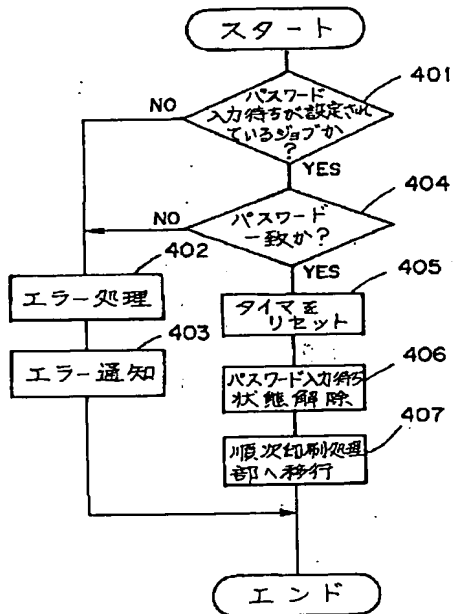 スタート
401
パスワード
入力待ちが設定され
ているジョブか
?
NO
YES
404
パスワード
一致か?
NO
YES
402
エラー処理
405
タイマを
リセット
403
エラー通知
406
パスワード入力待ち
状態解除
407
順次印刷処理
部へ移行
エンド